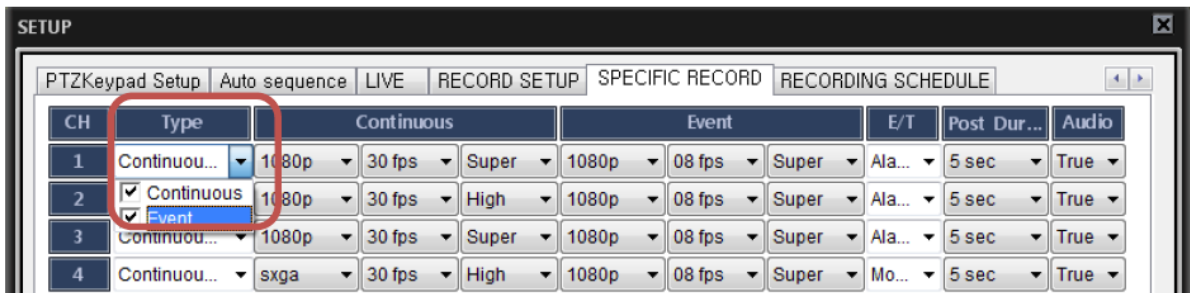 SETUP
PTZKeypad Setup Auto sequence LIVE RECORD SETUP SPECIFIC RECORD RECORDING SCHEDULE
CH Type Continuous Event E/T Post Dur... Audio
1 Continuou... 1080p 30 fps Super 1080p 08 fps Super Ala... 5 sec True
2 Continuous 1080p 30 fps High 1080p 08 fps Super Ala... 5 sec True
Event
3 Continuou... 1080p 30 fps Super 1080p 08 fps Super Ala... 5 sec True
4 Continuou... sxga 30 fps High 1080p 08 fps Super Mo... 5 sec True